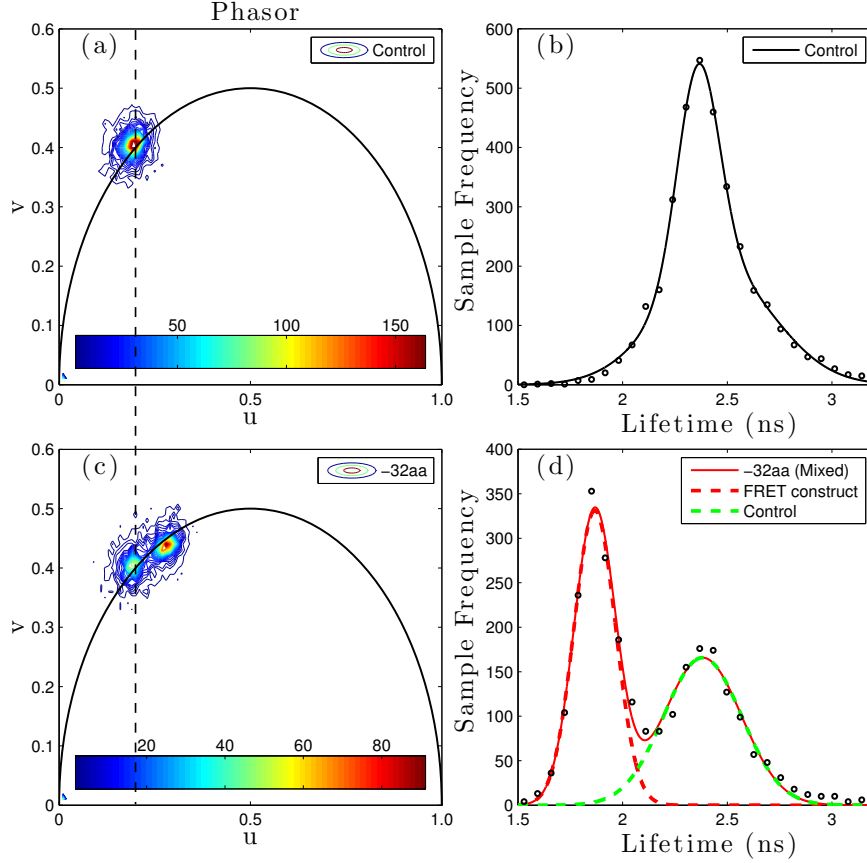 Phasor
(a)
Control
0.6
0.5
0.4
0.3
0.2
0.1
0
v
50
100
150
0
0.5
1.0
u
(b)
Control
600
500
400
300
200
100
0
Sample Frequency
1.5
2
2.5
3
Lifetime (ns)
(c)
−32aa
0.6
0.5
0.4
0.3
0.2
0.1
0
v
20
40
60
80
0
0.5
1.0
u
(d)
−32aa (Mixed)
FRET construct
Control
400
350
300
250
200
150
100
50
0
Sample Frequency
1.5
2
2.5
3
Lifetime (ns)